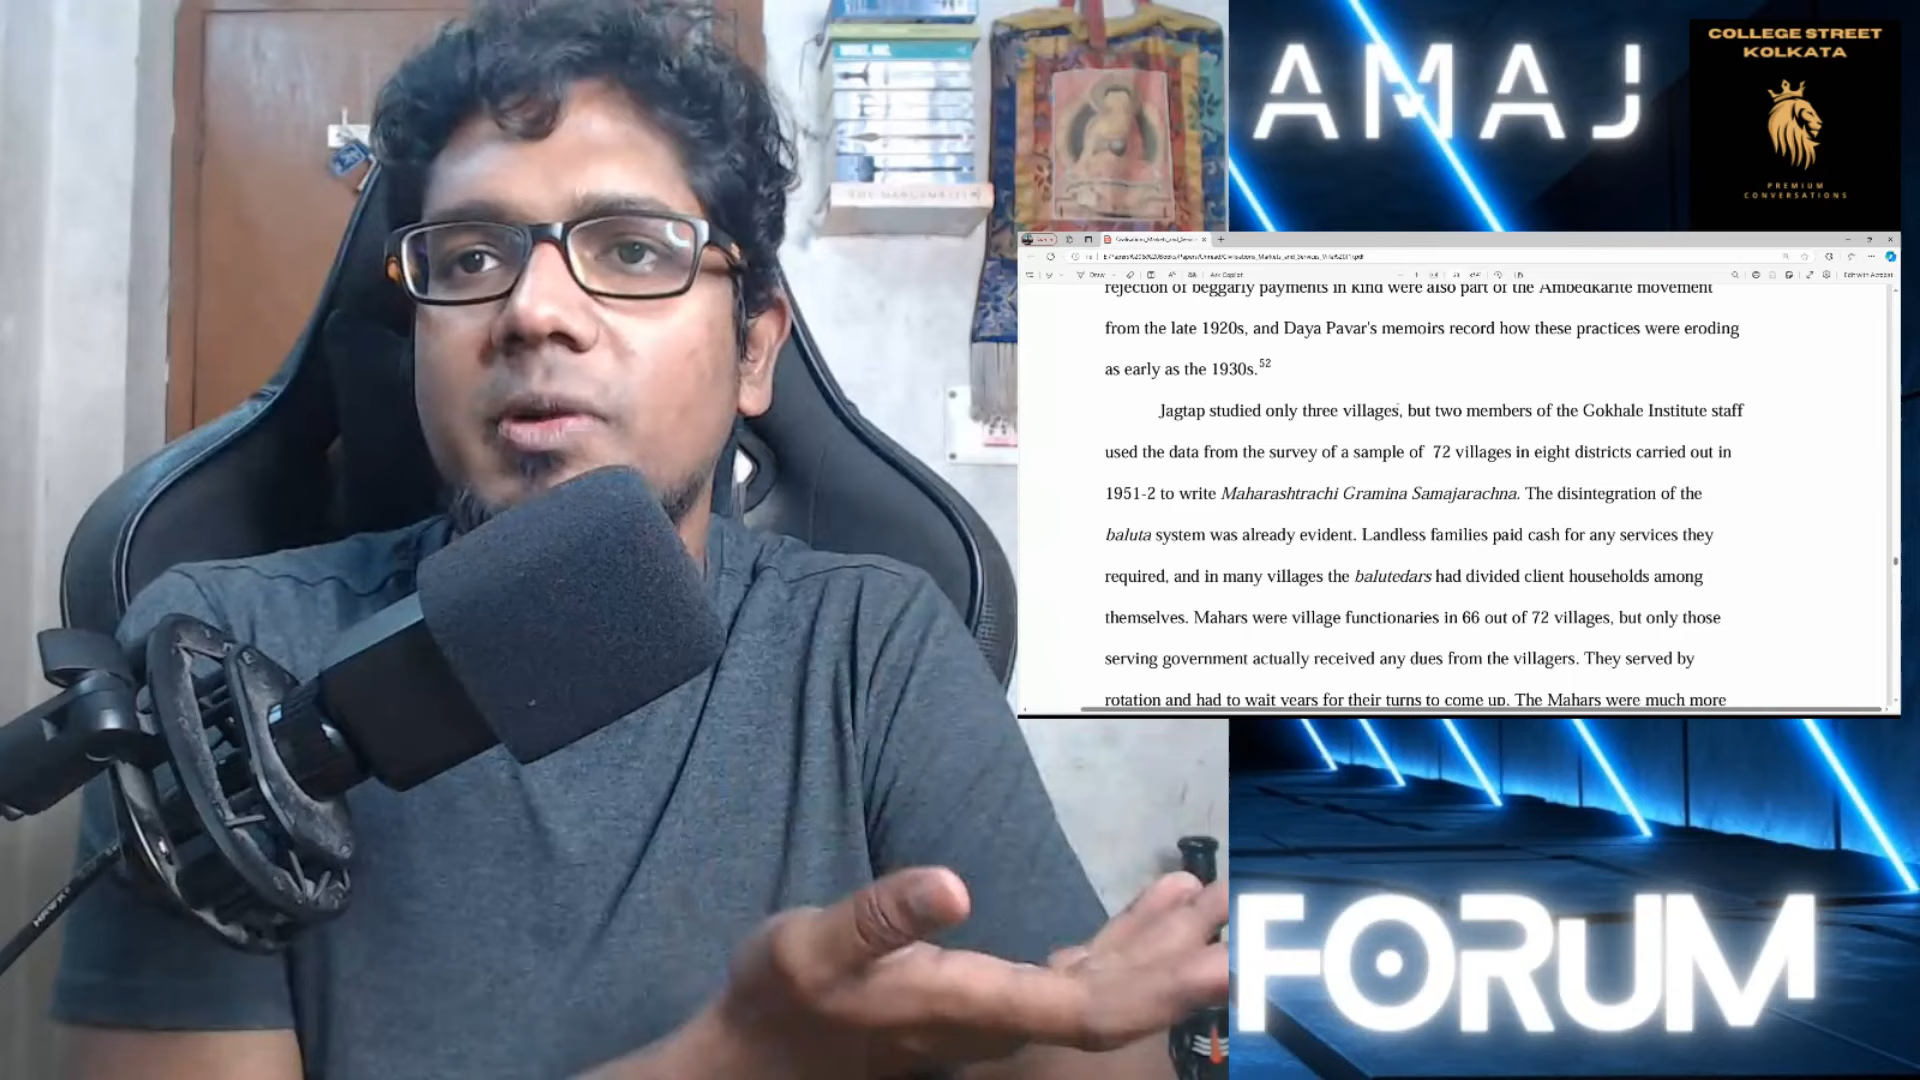 AMAJ
COLLEGE STREET
KOLKATA
PREMIUM
CONVERSATIONS
Draw
Ask Copilot
Edit with Acrobat
rejection of beggarly payments in kind were also part of the Ambedkarite movement
from the late 1920s, and Daya Pavar's memoirs record how these practices were eroding
as early as the 1930s.52
Jagtap studied only three villages, but two members of the Gokhale Institute staff
used the data from the survey of a sample of 72 villages in eight districts carried out in
1951-2 to write Maharashtrachi Gramina Samajarachna. The disintegration of the
baluta system was already evident. Landless families paid cash for any services they
required, and in many villages the balutedars had divided client households among
themselves. Mahars were village functionaries in 66 out of 72 villages, but only those
serving government actually received any dues from the villagers. They served by
rotation and had to wait years for their turns to come up. The Mahars were much more
FORUM